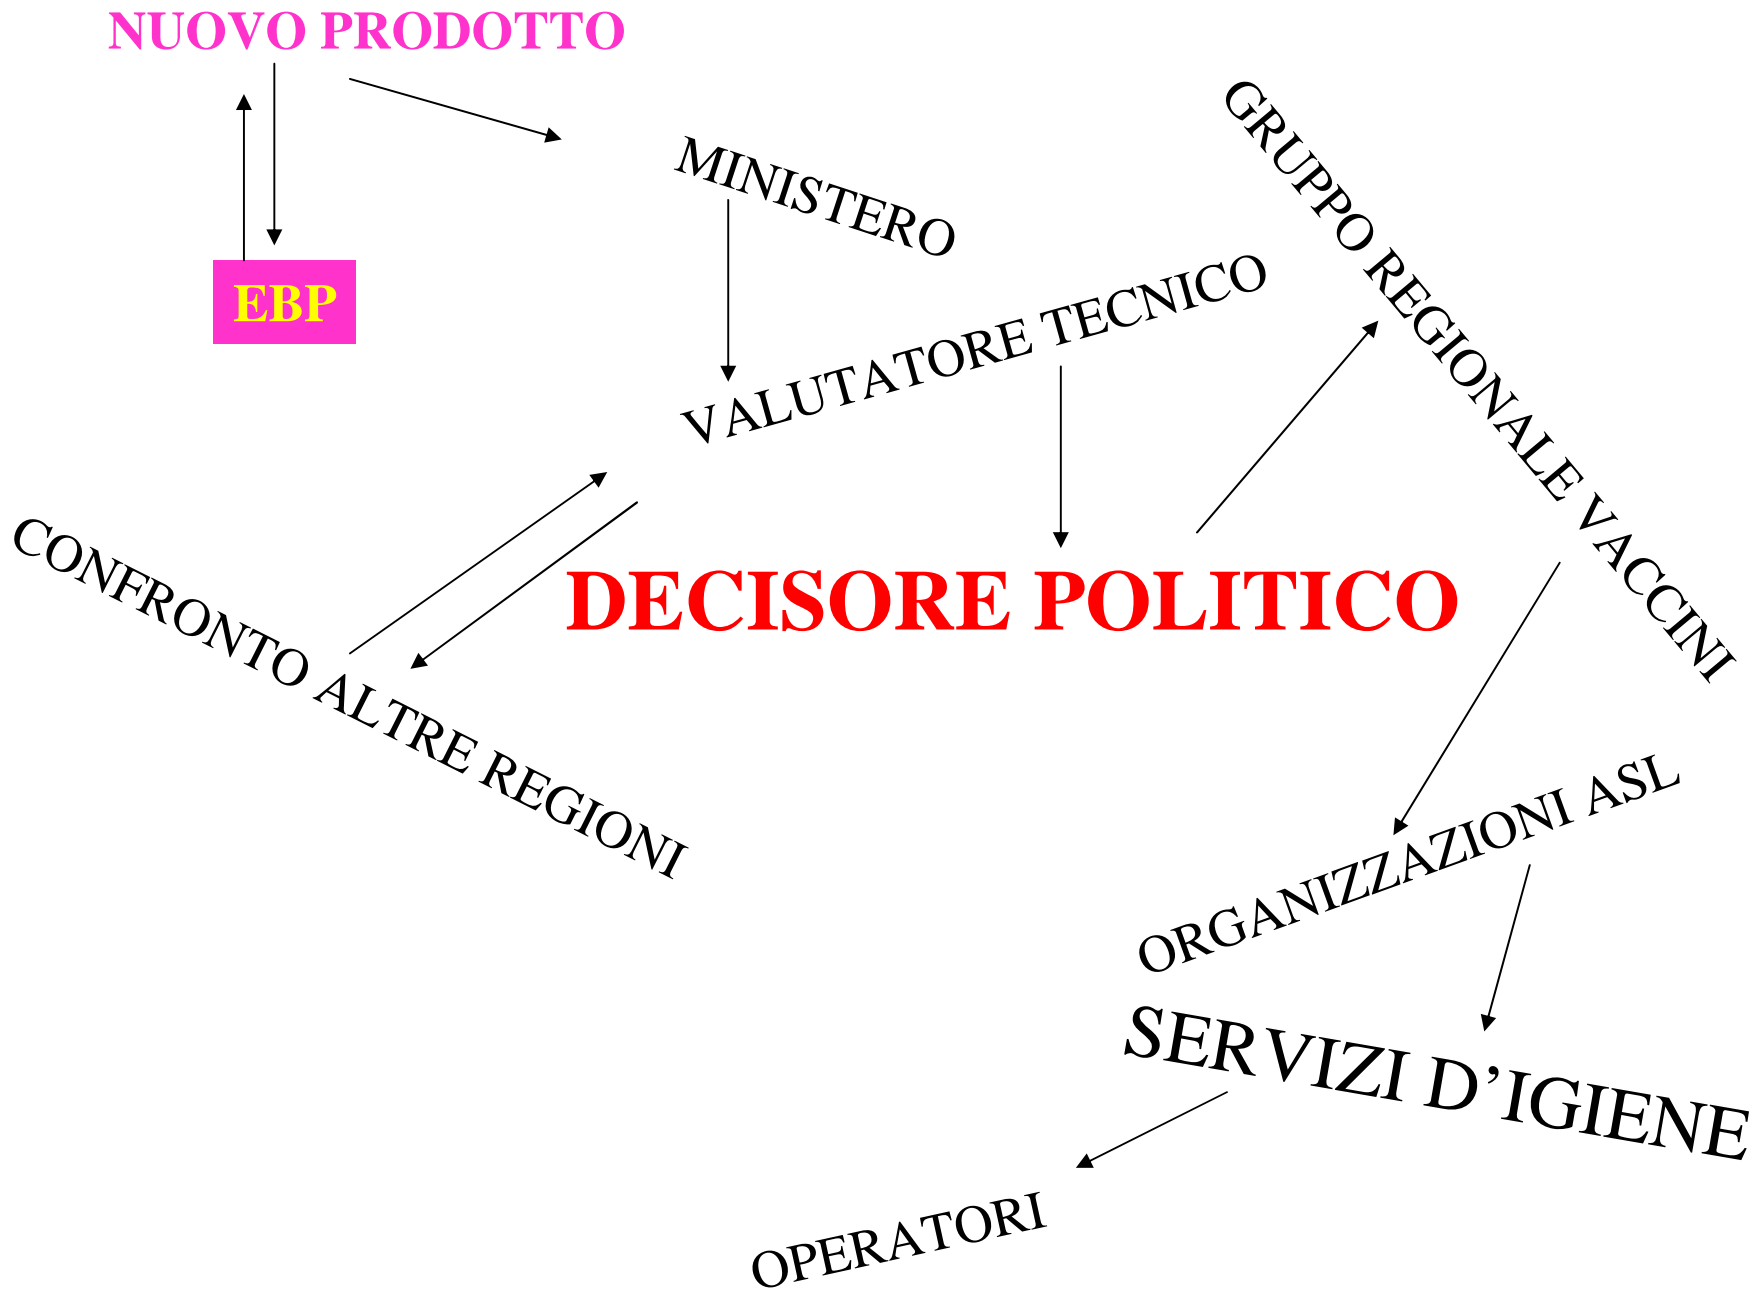 NUOVO PRODOTTO
MINISTERO
GRUPPO REGIONALE VACCINI
EBP
VALUTATORE TECNICO
CONFRONTO ALTRE REGIONI
DECISORE POLITICO
ORGANIZZAZIONI ASL
SERVIZI D’IGIENE
OPERATORI